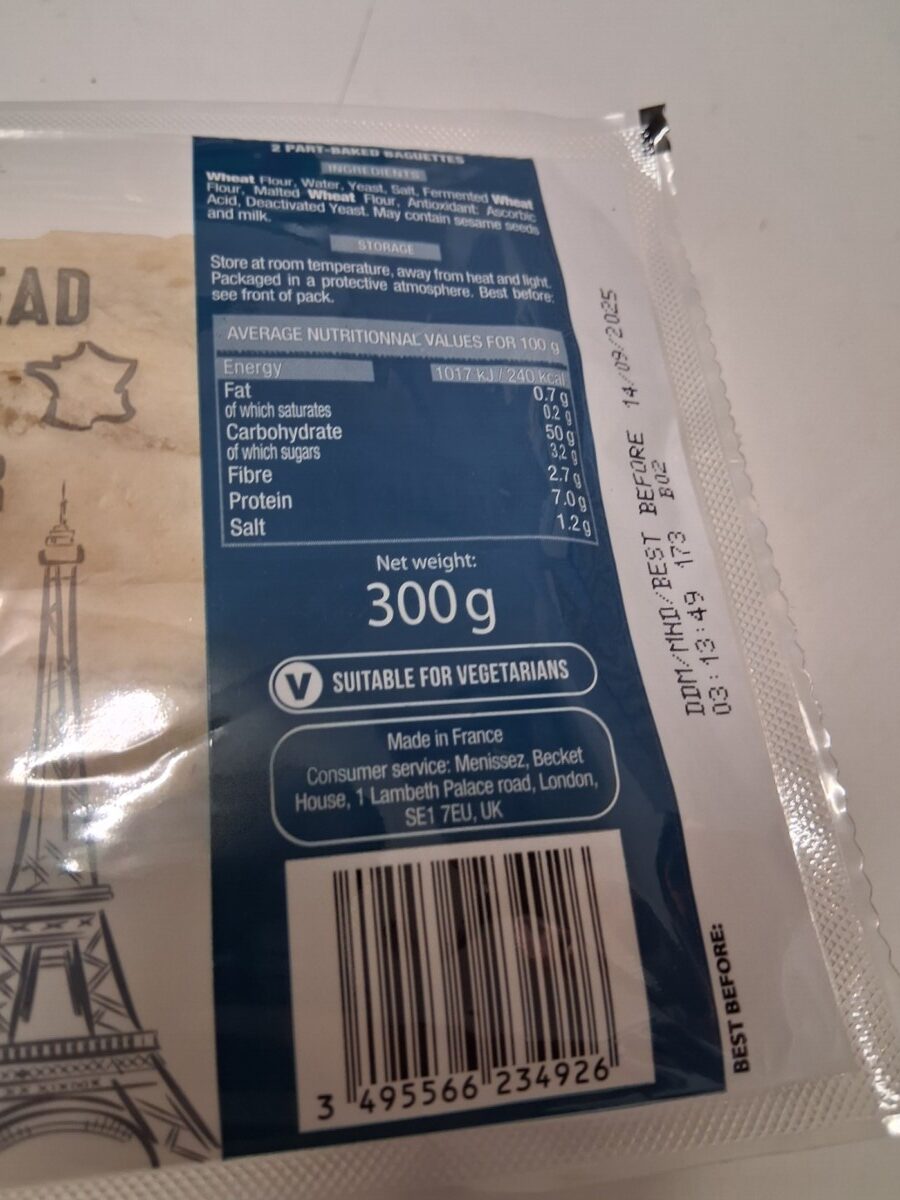 2 PART-BAKED BAGUETTES
INGREDIENTS
Wheat Flour, Water, Yeast, Salt, Fermented Wheat
Flour, Malted Wheat Flour, Antioxidant: Ascorbic
Acid, Deactivated Yeast. May contain sesame seeds
and milk.
STORAGE
Store at room temperature, away from heat and light.
Packaged in a protective atmosphere. Best before:
see front of pack.
AVERAGE NUTRITIONNAL VALUES FOR 100 g
Energy 1017 kJ / 240 kcal
Fat 0.7 g
of which saturates 0.2 g
Carbohydrate 50 g
of which sugars 3,2 g
Fibre 2.7 g
Protein 7.0 g
Salt 1.2 g
Net weight:
300 g
V SUITABLE FOR VEGETARIANS
Made in France
Consumer service: Menissez, Becket
House, 1 Lambeth Palace road, London,
SE1 7EU, UK
3 495566 234926
EAD
DDM/MHD/BEST BEFORE 14/09/2025
03:13:49 173 B02
BEST BEFORE: